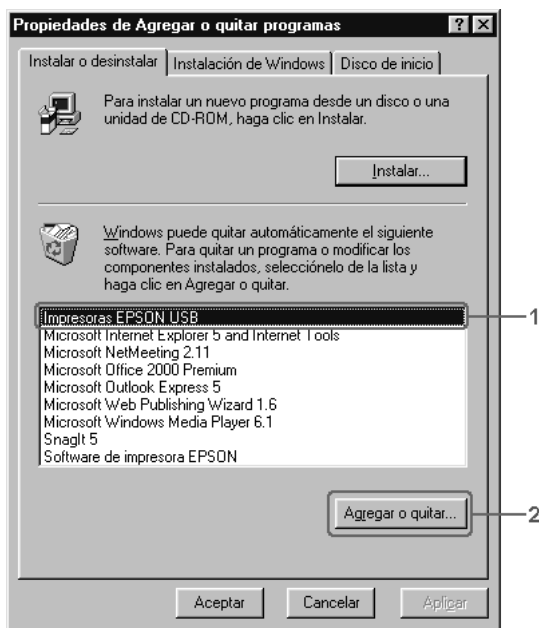 Propiedades de Agregar o quitar programas
Instalar o desinstalar Instalación de Windows Disco de inicio
Para instalar un nuevo programa desde un disco o una
unidad de CD-ROM, haga clic en Instalar.
Instalar...
Windows puede quitar automáticamente el siguiente
software. Para quitar un programa o modificar los
componentes instalados, selecciónelo de la lista y
haga clic en Agregar o quitar.
Impresoras EPSON USB
1
Microsoft Internet Explorer 5 and Internet Tools
Microsoft NetMeeting 2.11
Microsoft Office 2000 Premium
Microsoft Outlook Express 5
Microsoft Web Publishing Wizard 1.6
Microsoft Windows Media Player 6.1
SnagIt 5
Software de impresora EPSON
Agregar o quitar...
2
Aceptar Cancelar Aplicar